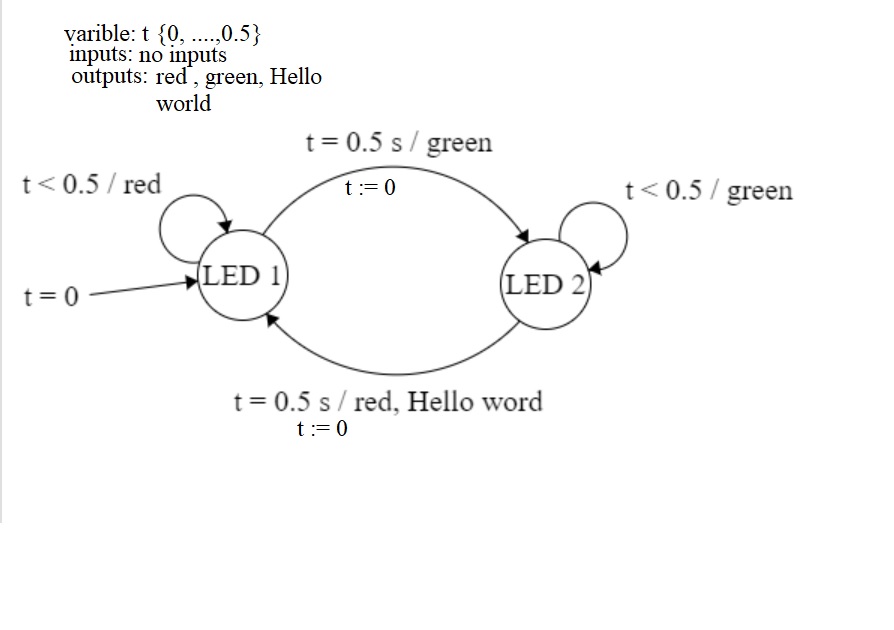 varible: t {0, ....,0.5}
inputs: no inputs
outputs: red , green, Hello
world
t = 0.5 s / green
t := 0
t < 0.5 / red
t < 0.5 / green
LED 1
LED 2
t = 0
t = 0.5 s / red, Hello word
t := 0